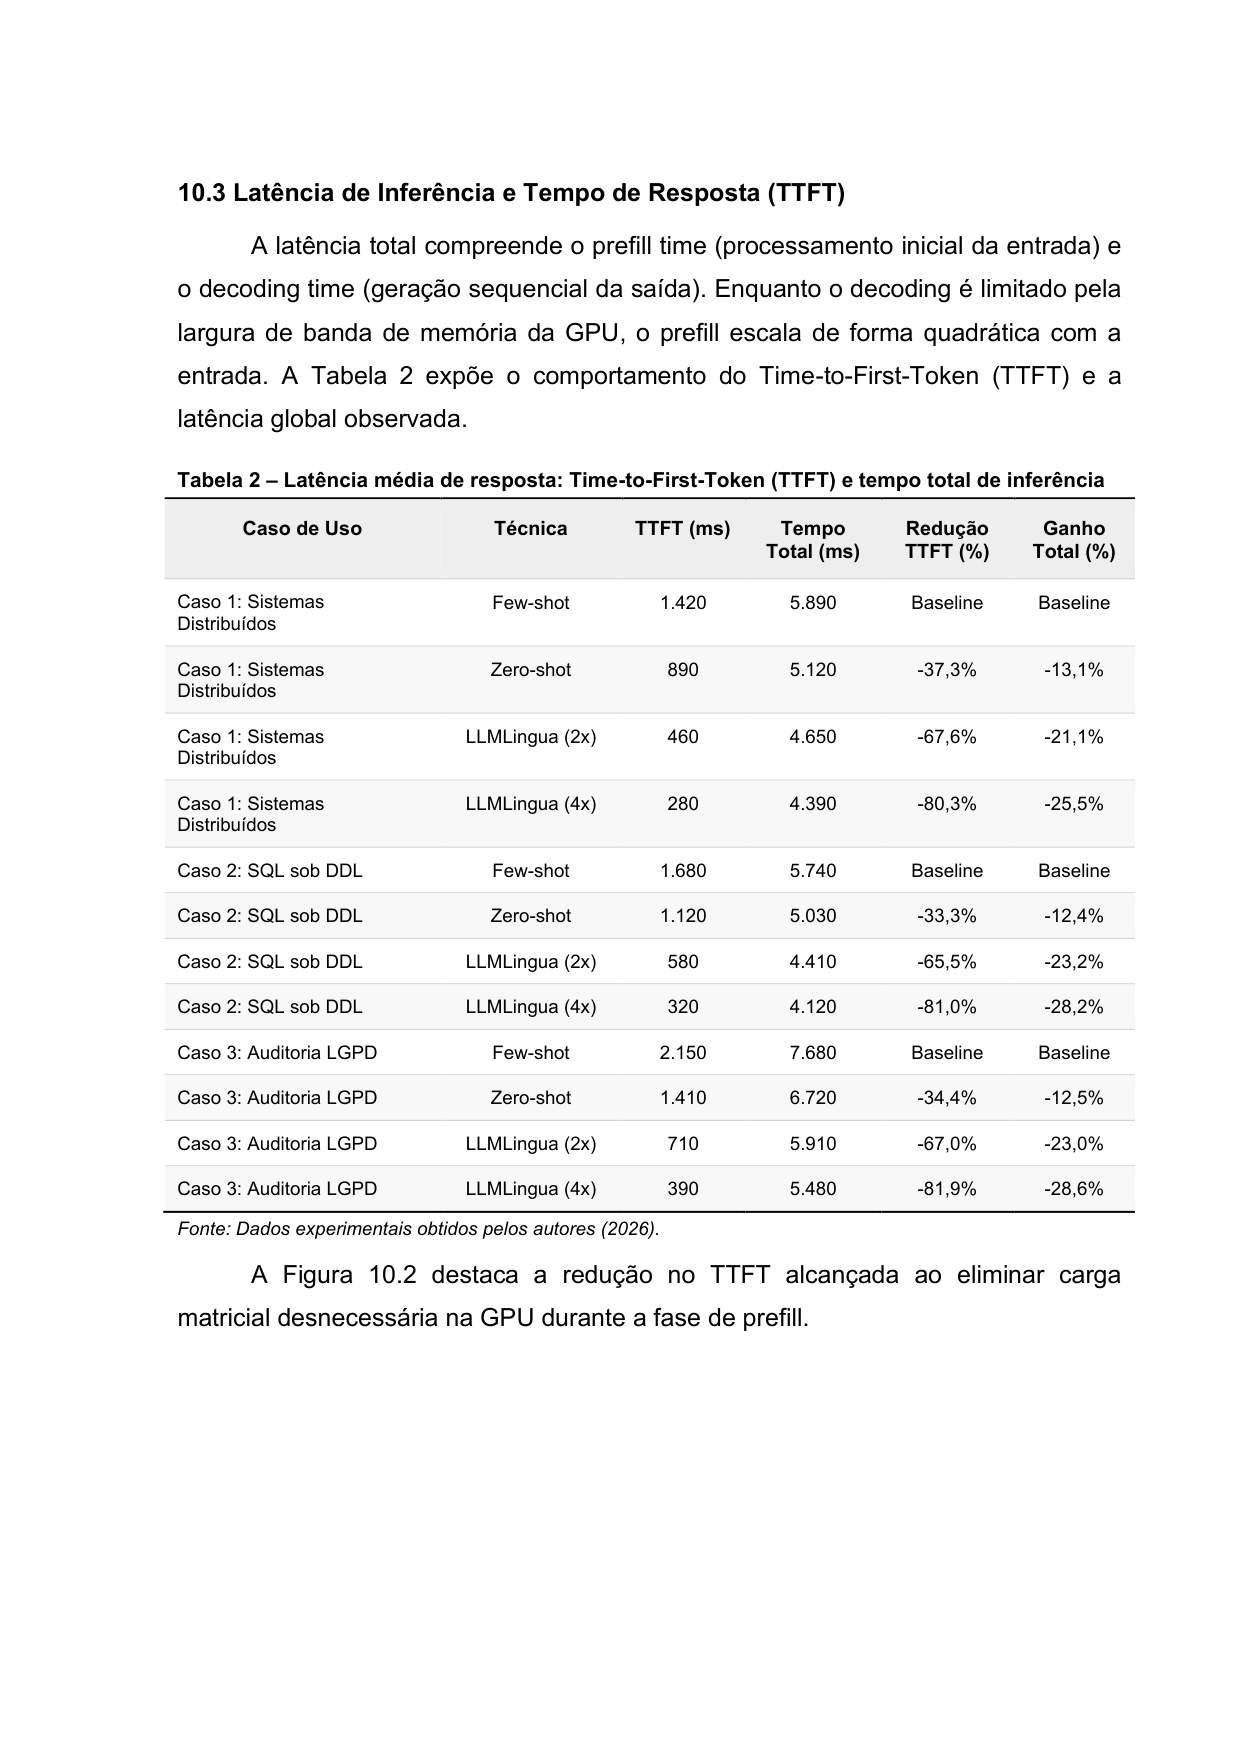 10.3 Latência de Inferência e Tempo de Resposta (TTFT)
A latência total compreende o prefill time (processamento inicial da entrada) e
o decoding time (geração sequencial da saída). Enquanto o decoding é limitado pela
largura de banda de memória da GPU, o prefill escala de forma quadrática com a
entrada. A Tabela 2 expõe o comportamento do Time-to-First-Token (TTFT) e a
latência global observada.
Tabela 2 – Latência média de resposta: Time-to-First-Token (TTFT) e tempo total de inferência
Caso de Uso Técnica TTFT (ms) Tempo Redução Ganho
Total (ms) TTFT (%) Total (%)
Caso 1: Sistemas Few-shot 1.420 5.890 Baseline Baseline
Distribuídos
Caso 1: Sistemas Zero-shot 890 5.120 -37,3% -13,1%
Distribuídos
Caso 1: Sistemas LLMLingua (2x) 460 4.650 -67,6% -21,1%
Distribuídos
Caso 1: Sistemas LLMLingua (4x) 280 4.390 -80,3% -25,5%
Distribuídos
Caso 2: SQL sob DDL Few-shot 1.680 5.740 Baseline Baseline
Caso 2: SQL sob DDL Zero-shot 1.120 5.030 -33,3% -12,4%
Caso 2: SQL sob DDL LLMLingua (2x) 580 4.410 -65,5% -23,2%
Caso 2: SQL sob DDL LLMLingua (4x) 320 4.120 -81,0% -28,2%
Caso 3: Auditoria LGPD Few-shot 2.150 7.680 Baseline Baseline
Caso 3: Auditoria LGPD Zero-shot 1.410 6.720 -34,4% -12,5%
Caso 3: Auditoria LGPD LLMLingua (2x) 710 5.910 -67,0% -23,0%
Caso 3: Auditoria LGPD LLMLingua (4x) 390 5.480 -81,9% -28,6%
Fonte: Dados experimentais obtidos pelos autores (2026).
A Figura 10.2 destaca a redução no TTFT alcançada ao eliminar carga
matricial desnecessária na GPU durante a fase de prefill.